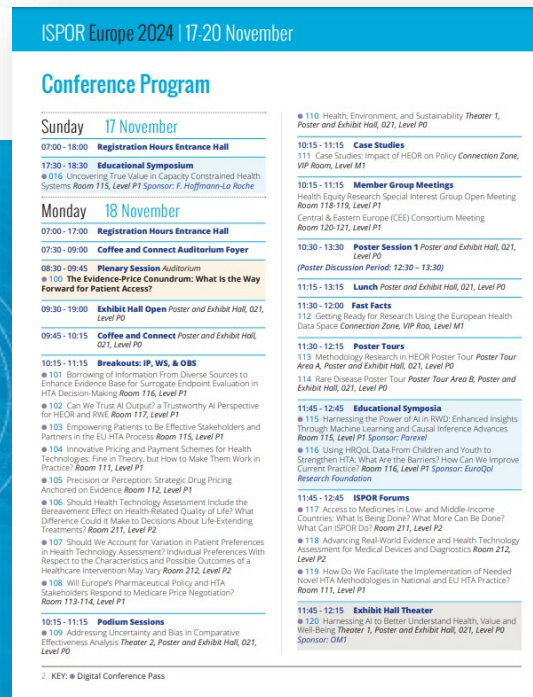 ISPOR Europe 2024 | 17-20 November
Conference Program
Sunday 17 November
07:00 - 18:00 Registration Hours Entrance Hall
17:30 - 18:30 Educational Symposium
● 016 Uncovering True Value in Capacity Constrained Health
Systems Room 115, Level P1 Sponsor: F. Hoffmann-La Roche
Monday 18 November
07:00 - 17:00 Registration Hours Entrance Hall
07:30 - 09:00 Coffee and Connect Auditorium Foyer
08:30 - 09:45 Plenary Session Auditorium
● 100 The Evidence-Price Conundrum: What Is the Way
Forward for Patient Access?
09:30 - 19:00 Exhibit Hall Open Poster and Exhibit Hall, 021,
Level P0
09:45 - 10:15 Coffee and Connect Poster and Exhibit Hall,
021, Level P0
10:15 - 11:15 Breakouts: IP, WS, & OBS
● 101 Borrowing of Information From Diverse Sources to
Enhance Evidence Base for Surrogate Endpoint Evaluation in
HTA Decision-Making Room 116, Level P1
● 102 Can We Trust AI Output? a Trustworthy AI Perspective
for HEOR and RWE Room 117, Level P1
● 103 Empowering Patients to Be Effective Stakeholders and
Partners in the EU HTA Process Room 115, Level P1
● 104 Innovative Pricing and Payment Schemes for Health
Technologies: Fine in Theory, but How to Make Them Work in
Practice? Room 111, Level P1
● 105 Precision or Perception: Strategic Drug Pricing
Anchored on Evidence Room 112, Level P1
● 106 Should Health Technology Assessment Include the
Bereavement Effect on Health-Related Quality of Life? What
Difference Could It Make to Decisions About Life-Extending
Treatments? Room 211, Level P2
● 107 Should We Account for Variation in Patient Preferences
in Health Technology Assessment? Individual Preferences With
Respect to the Characteristics and Possible Outcomes of a
Healthcare Intervention May Vary Room 212, Level P2
● 108 Will Europe's Pharmaceutical Policy and HTA
Stakeholders Respond to Medicare Price Negotiation?
Room 113-114, Level P1
10:15 - 11:15 Podium Sessions
● 109 Addressing Uncertainty and Bias in Comparative
Effectiveness Analysis Theater 2, Poster and Exhibit Hall, 021,
Level P0
● 110 Health, Environment, and Sustainability Theater 1,
Poster and Exhibit Hall, 021, Level P0
10:15 - 11:15 Case Studies
111 Case Studies: Impact of HEOR on Policy Connection Zone,
VIP Room, Level M1
10:15 - 11:15 Member Group Meetings
Health Equity Research Special Interest Group Open Meeting
Room 118-119, Level P1
Central & Eastern Europe (CEE) Consortium Meeting
Room 120-121, Level P1
10:30 - 13:30 Poster Session 1 Poster and Exhibit Hall, 021,
Level P0
(Poster Discussion Period: 12:30 – 13:30)
11:15 - 13:15 Lunch Poster and Exhibit Hall, 021, Level P0
11:30 - 12:00 Fast Facts
112 Getting Ready for Research Using the European Health
Data Space Connection Zone, VIP Roo, Level M1
11:30 - 12:15 Poster Tours
113 Methodology Research in HEOR Poster Tour Poster Tour
Area A, Poster and Exhibit Hall, 021, Level P0
114 Rare Disease Poster Tour Poster Tour Area B, Poster and
Exhibit Hall, 021, Level P0
11:45 - 12:45 Educational Symposia
● 115 Harnessing the Power of AI in RWD: Enhanced Insights
Through Machine Learning and Causal Inference Advances
Room 115, Level P1 Sponsor: Parexel
● 116 Using HRQoL Data From Children and Youth to
Strengthen HTA: What Are the Barriers? How Can We Improve
Current Practice? Room 116, Level P1 Sponsor: EuroQol
Research Foundation
11:45 - 12:45 ISPOR Forums
● 117 Access to Medicines in Low- and Middle-Income
Countries: What Is Being Done? What More Can Be Done?
What Can ISPOR Do? Room 211, Level P2
● 118 Advancing Real-World Evidence and Health Technology
Assessment for Medical Devices and Diagnostics Room 212,
Level P2
● 119 How Do We Facilitate the Implementation of Needed
Novel HTA Methodologies in National and EU HTA Practice?
Room 111, Level P1
11:45 - 12:15 Exhibit Hall Theater
● 120 Harnessing AI to Better Understand Health, Value and
Well-Being Theater 1, Poster and Exhibit Hall, 021, Level P0
Sponsor: OM1
2 KEY: ● Digital Conference Pass